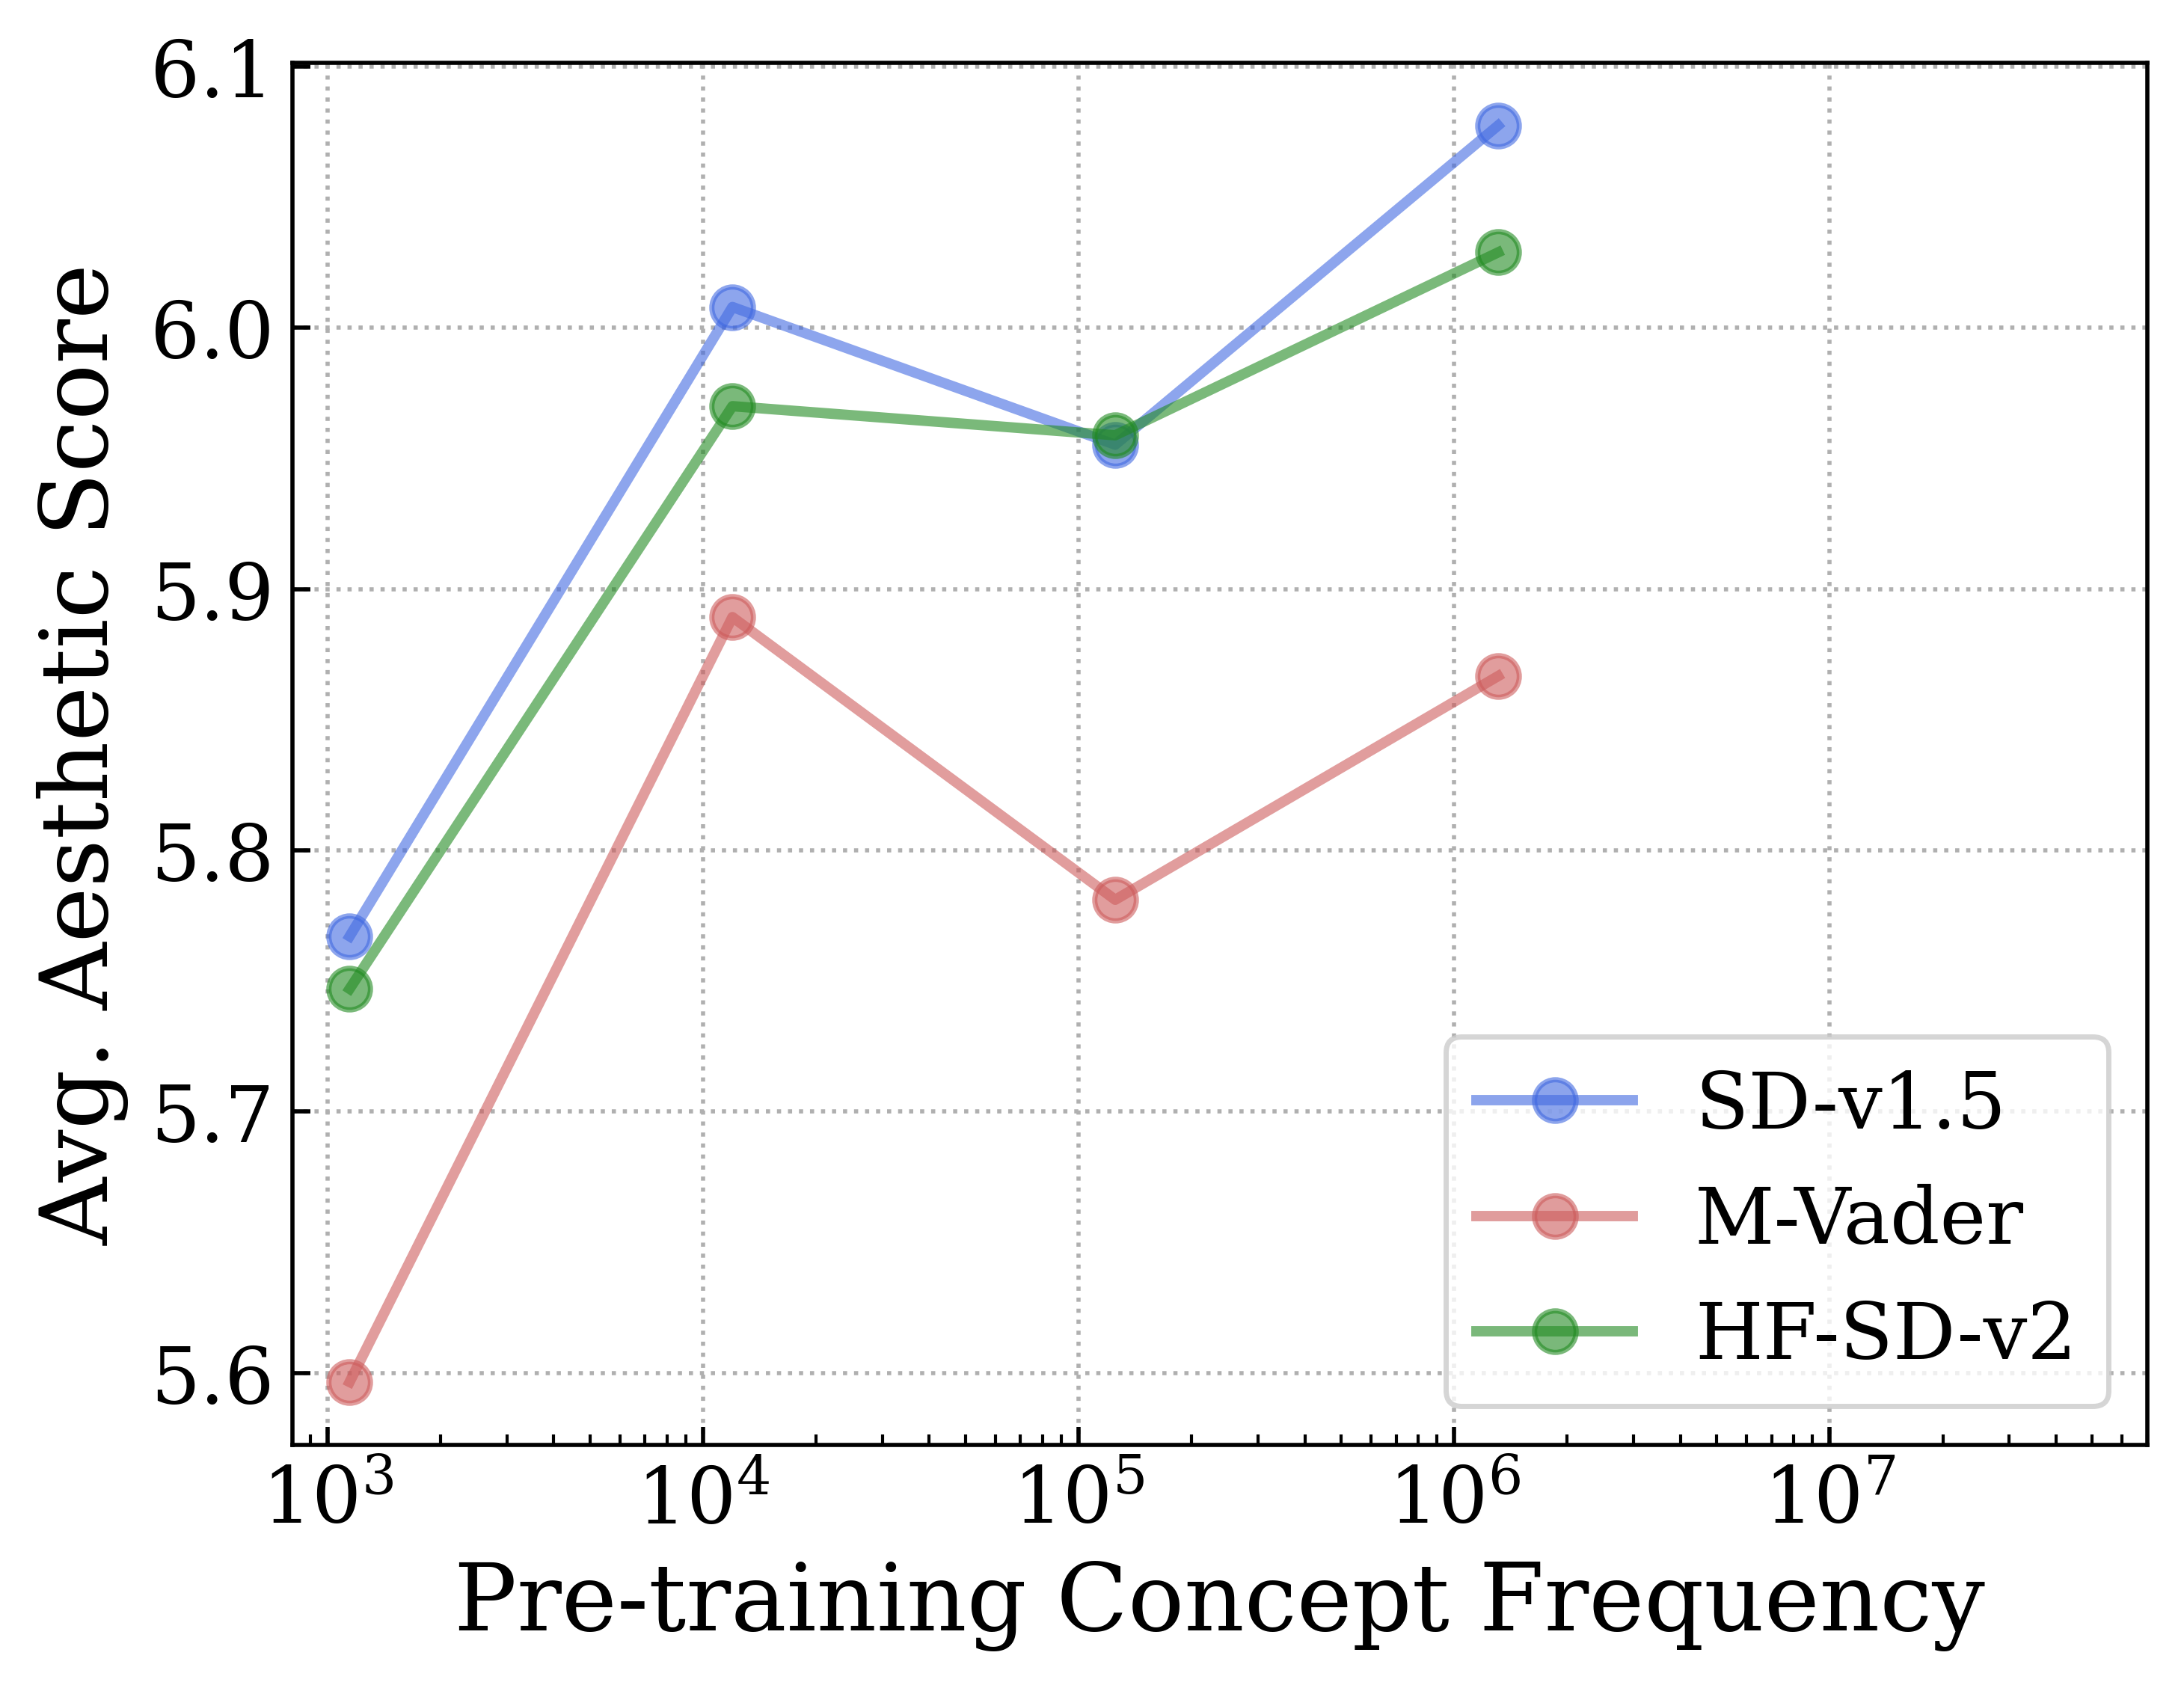 Avg. Aesthetic Score
6.1
6.0
5.9
5.8
5.7
5.6
SD-v1.5
M-Vader
HF-SD-v2
10³ 10⁴ 10⁵ 10⁶ 10⁷
Pre-training Concept Frequency